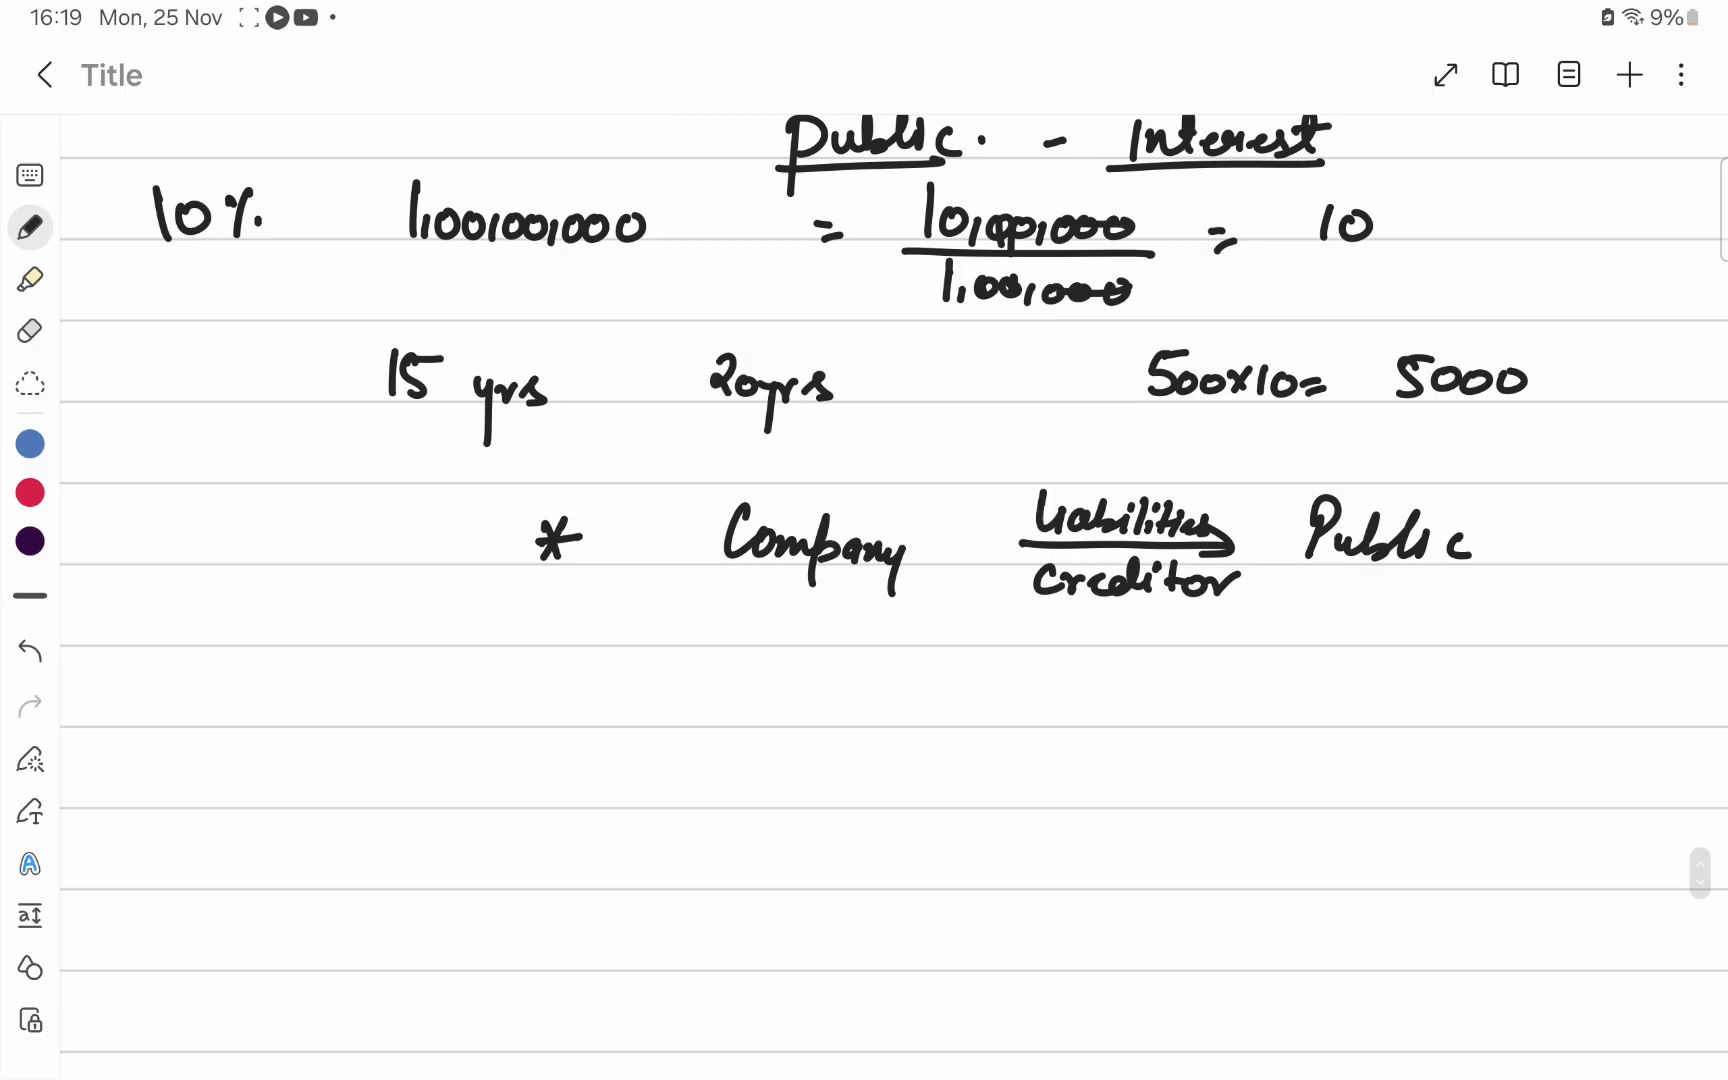 16:19 Mon, 25 Nov 9%
Title
Public. - Interest
10% 1,00,00,000 = 10,00,000 / 1,00,000 = 10
15 yrs 20yrs 500x10= 5000
* Company Liabilities Public
creditor